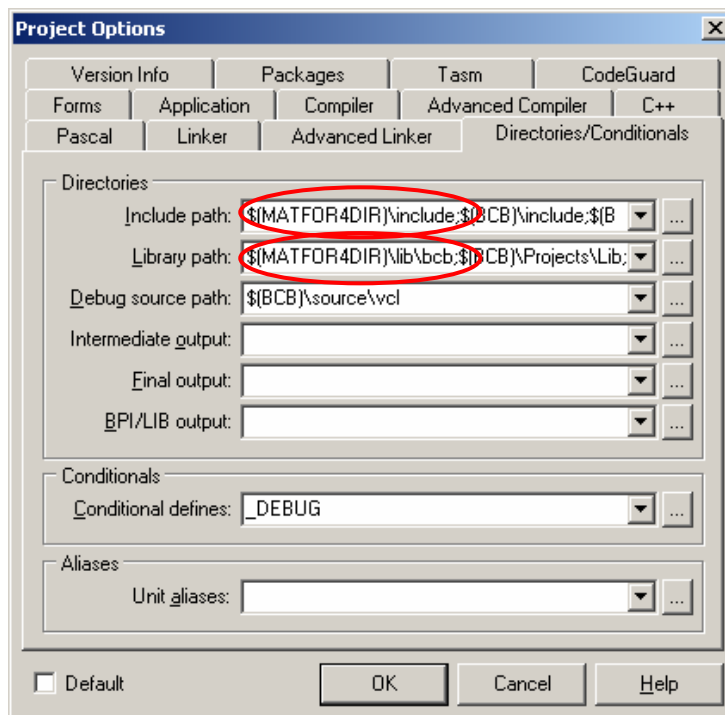 Project Options
Version Info Packages Tasm CodeGuard
Forms Application Compiler Advanced Compiler C++
Pascal Linker Advanced Linker Directories/Conditionals
Directories
Include path: $(MATFOR4DIR)\include;$(BCB)\include;$(B
Library path: $(MATFOR4DIR)\lib\bcb;$(BCB)\Projects\Lib;
Debug source path: $(BCB)\source\vcl
Intermediate output:
Final output:
BPI/LIB output:
Conditionals
Conditional defines: _DEBUG
Aliases
Unit aliases:
Default OK Cancel Help